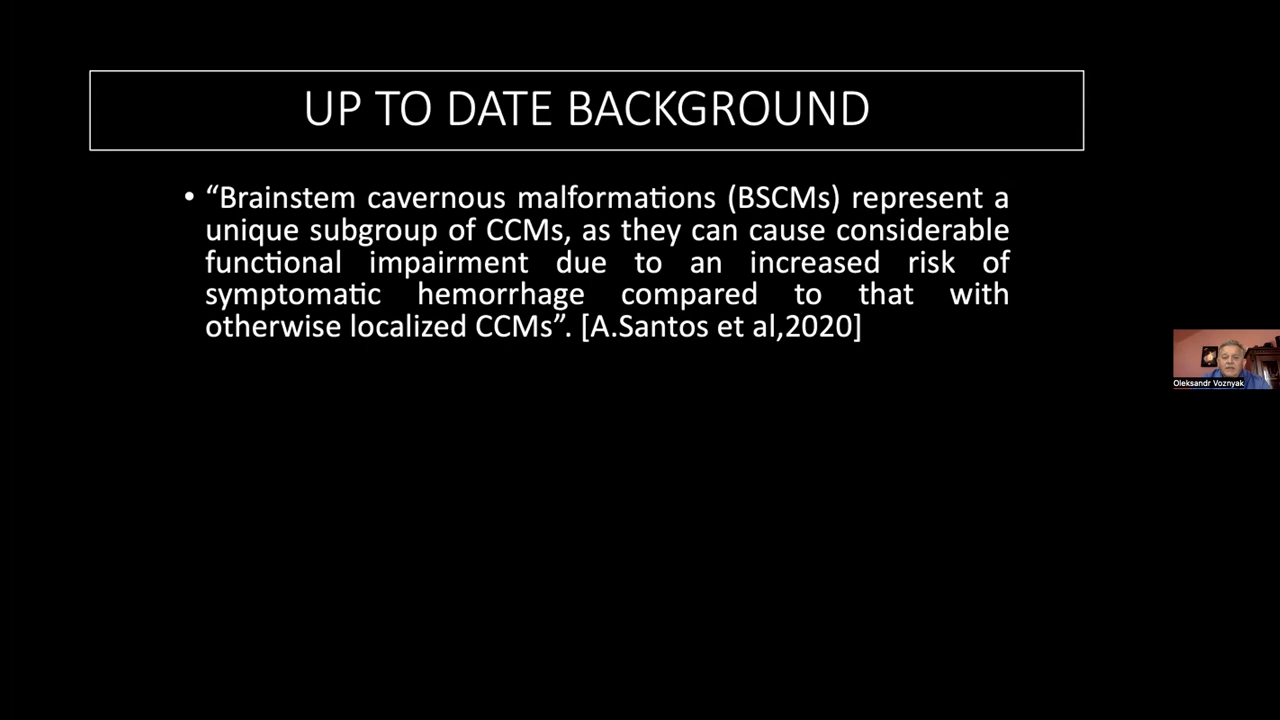 UP TO DATE BACKGROUND
• “Brainstem cavernous malformations (BSCMs) represent a
unique subgroup of CCMs, as they can cause considerable
functional impairment due to an increased risk of
symptomatic hemorrhage compared to that with
otherwise localized CCMs”. [A.Santos et al,2020]
Oleksandr Voznyak